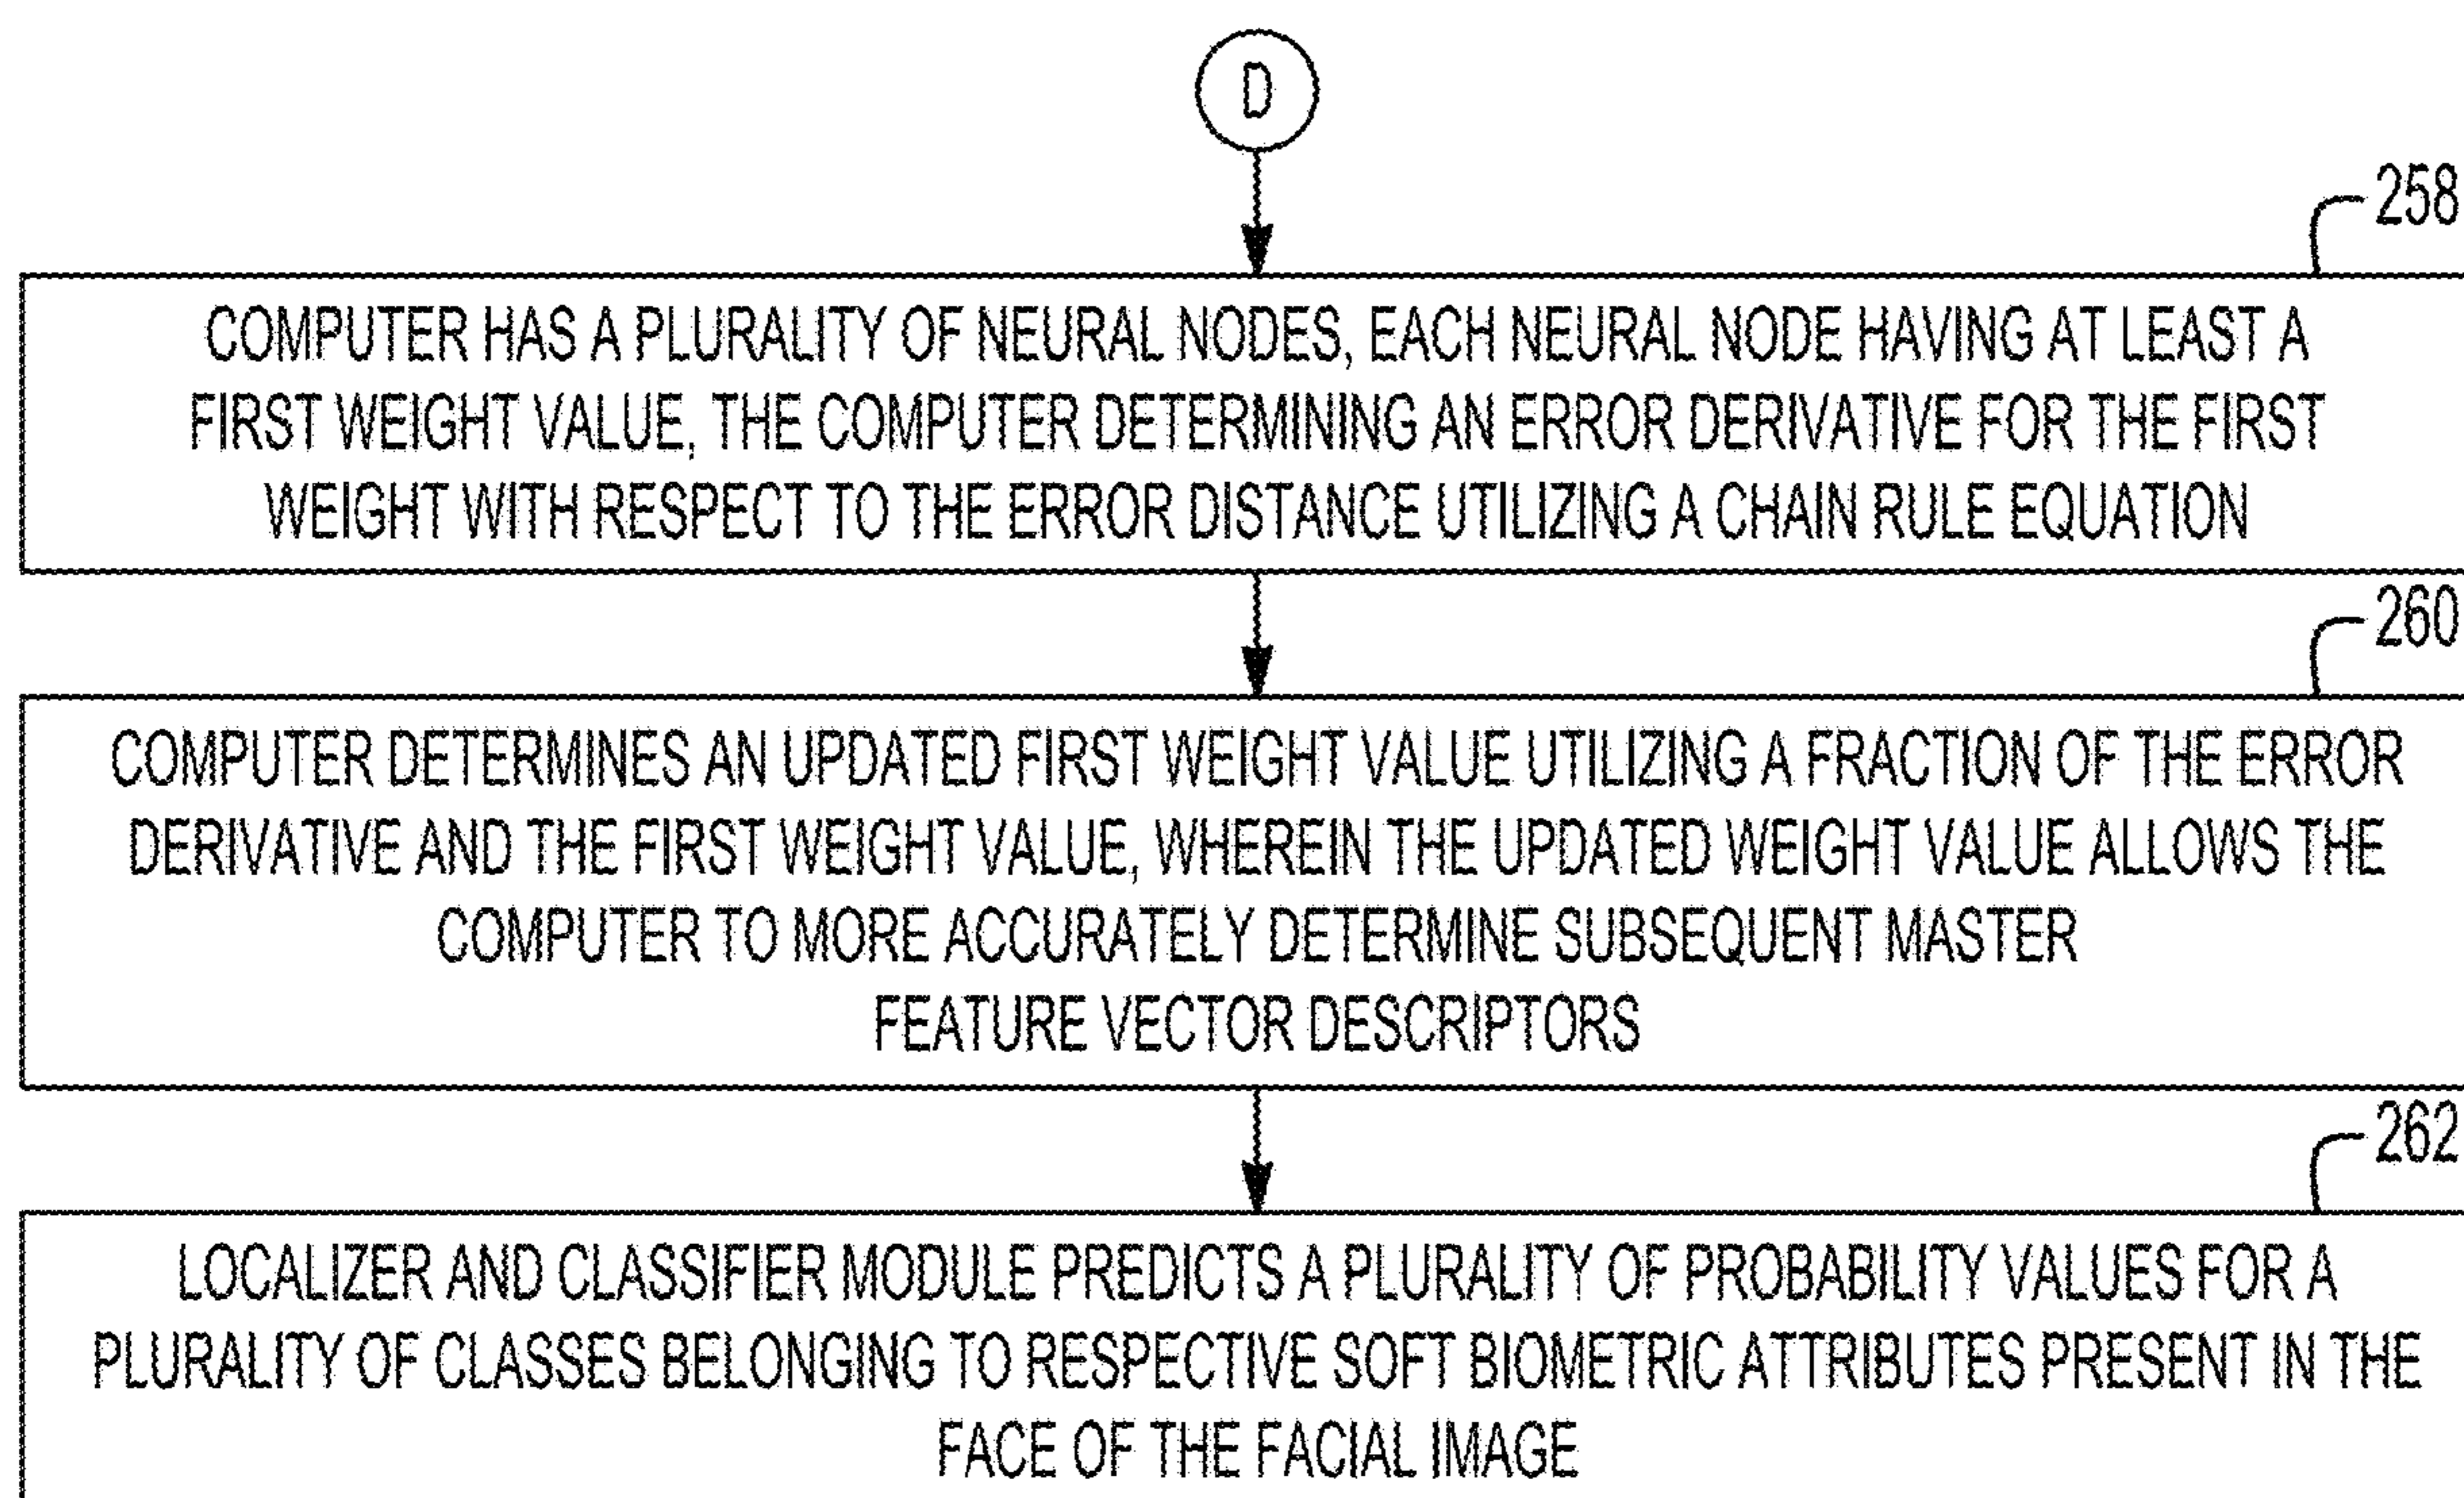 D
258
COMPUTER HAS A PLURALITY OF NEURAL NODES, EACH NEURAL NODE HAVING AT LEAST A
FIRST WEIGHT VALUE, THE COMPUTER DETERMINING AN ERROR DERIVATIVE FOR THE FIRST
WEIGHT WITH RESPECT TO THE ERROR DISTANCE UTILIZING A CHAIN RULE EQUATION
260
COMPUTER DETERMINES AN UPDATED FIRST WEIGHT VALUE UTILIZING A FRACTION OF THE ERROR
DERIVATIVE AND THE FIRST WEIGHT VALUE, WHEREIN THE UPDATED WEIGHT VALUE ALLOWS THE
COMPUTER TO MORE ACCURATELY DETERMINE SUBSEQUENT MASTER
FEATURE VECTOR DESCRIPTORS
262
LOCALIZER AND CLASSIFIER MODULE PREDICTS A PLURALITY OF PROBABILITY VALUES FOR A
PLURALITY OF CLASSES BELONGING TO RESPECTIVE SOFT BIOMETRIC ATTRIBUTES PRESENT IN THE
FACE OF THE FACIAL IMAGE